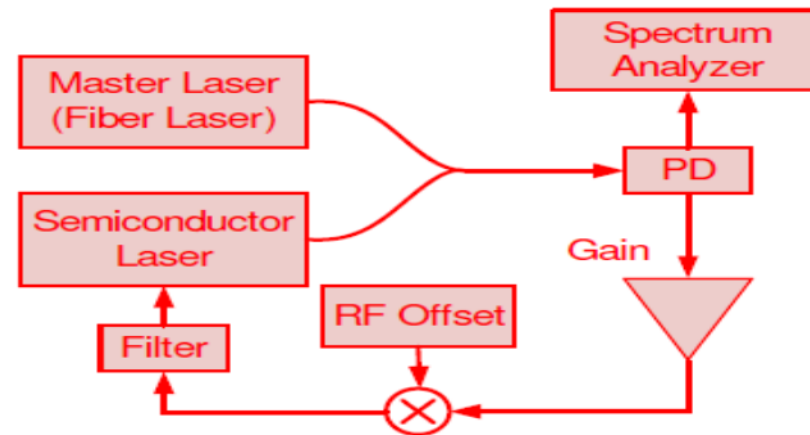 Master Laser
(Fiber Laser)
Spectrum
Analyzer
PD
Semiconductor
Laser
Gain
RF Offset
Filter